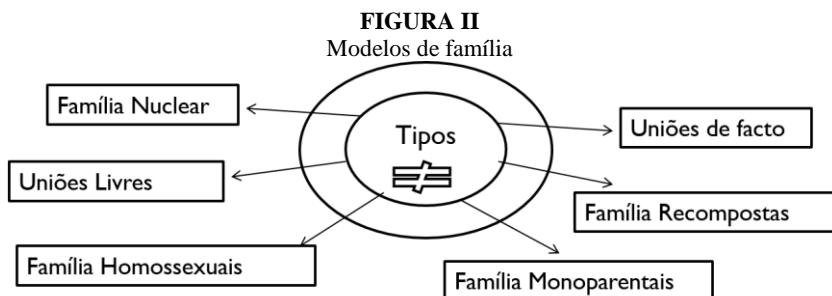 FIGURA II
Modelos de família
Família Nuclear
Tipos
≠
Uniões de facto
Uniões Livres
Família Recompostas
Família Homossexuais
Família Monoparentais